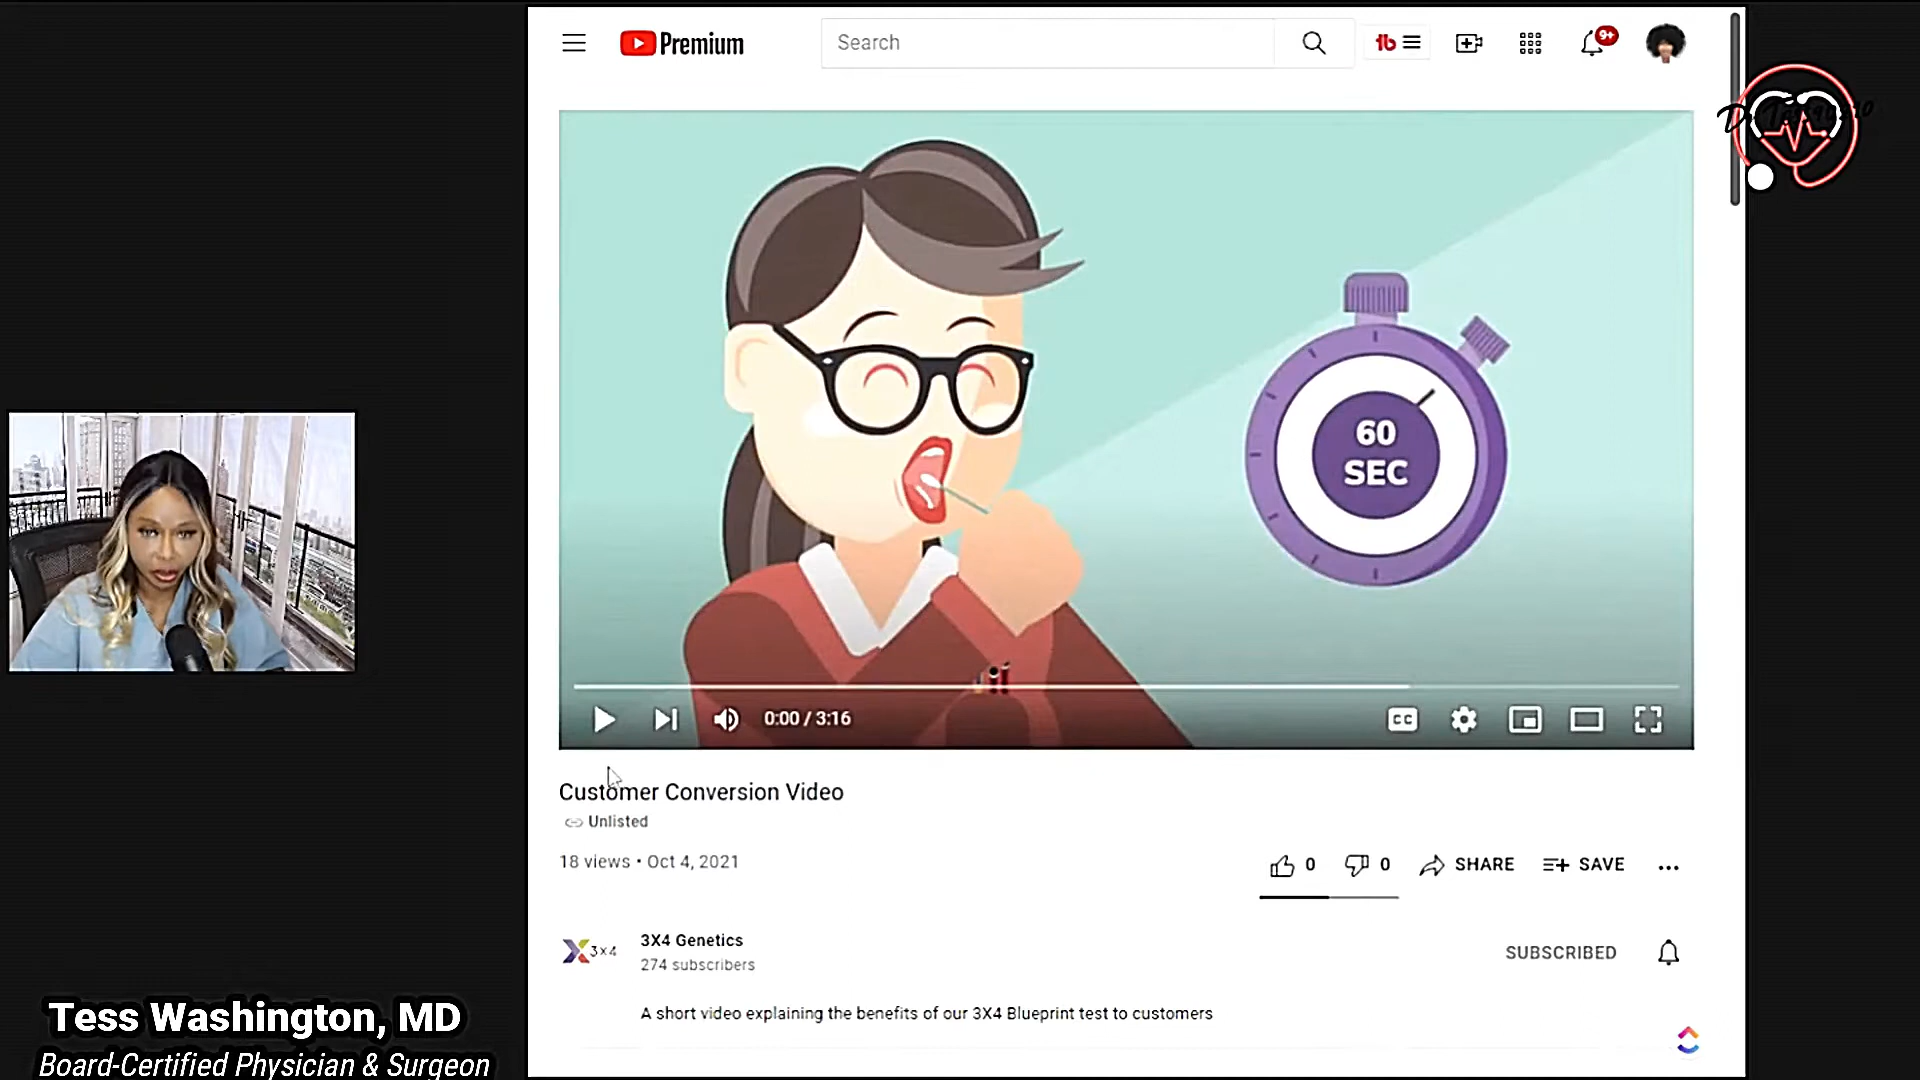 Premium
Search
9+
60
SEC
0:00 / 3:16
CC
Customer Conversion Video
Unlisted
18 views • Oct 4, 2021
0
0
SHARE
SAVE
3x4
3X4 Genetics
274 subscribers
SUBSCRIBED
A short video explaining the benefits of our 3X4 Blueprint test to customers
Tess Washington, MD
Board-Certified Physician & Surgeon